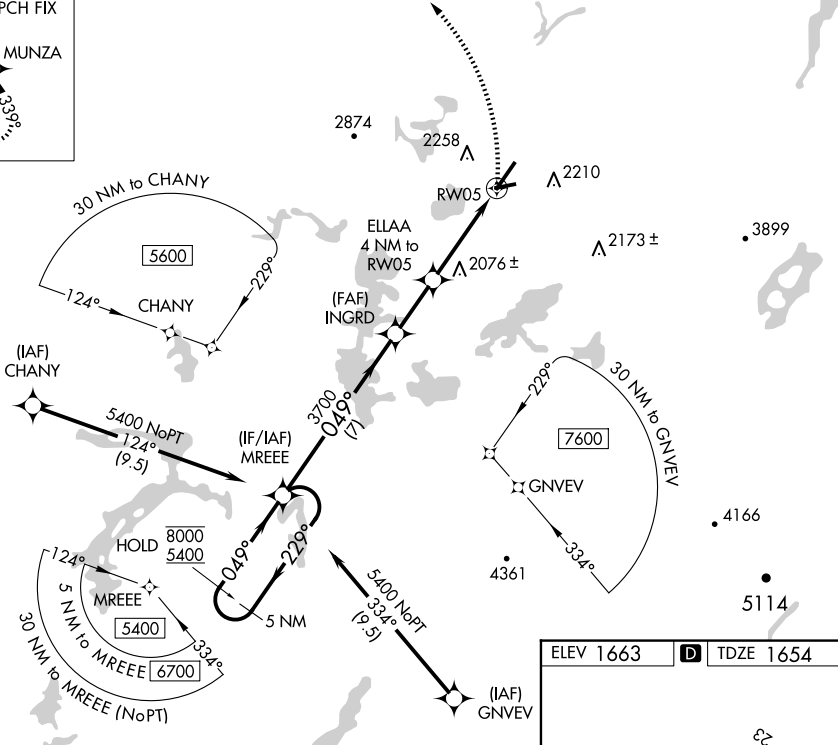 PCH FIX
MUNZA
339°
2874
2258
2210
RW05
30 NM to CHANY
5600
124°
229°
CHANY
ELLAA
4 NM to
RW05
2076 ±
2173 ±
3899
(FAF)
INGRD
(IAF)
CHANY
5400 NoPT
124°
(9.5)
3700
049°
(7)
(IF/IAF)
MREEE
229°
30 NM to GNVEV
7600
GNVEV
334°
HOLD
8000
5400
049°
229°
5 NM
4166
4361
5114
124°
MREEE
5400
334°
5 NM to MREEE
6700
30 NM to MREEE (NoPT)
5400 NoPT
334°
(9.5)
(IAF)
GNVEV
ELEV 1663
D
TDZE 1654
23